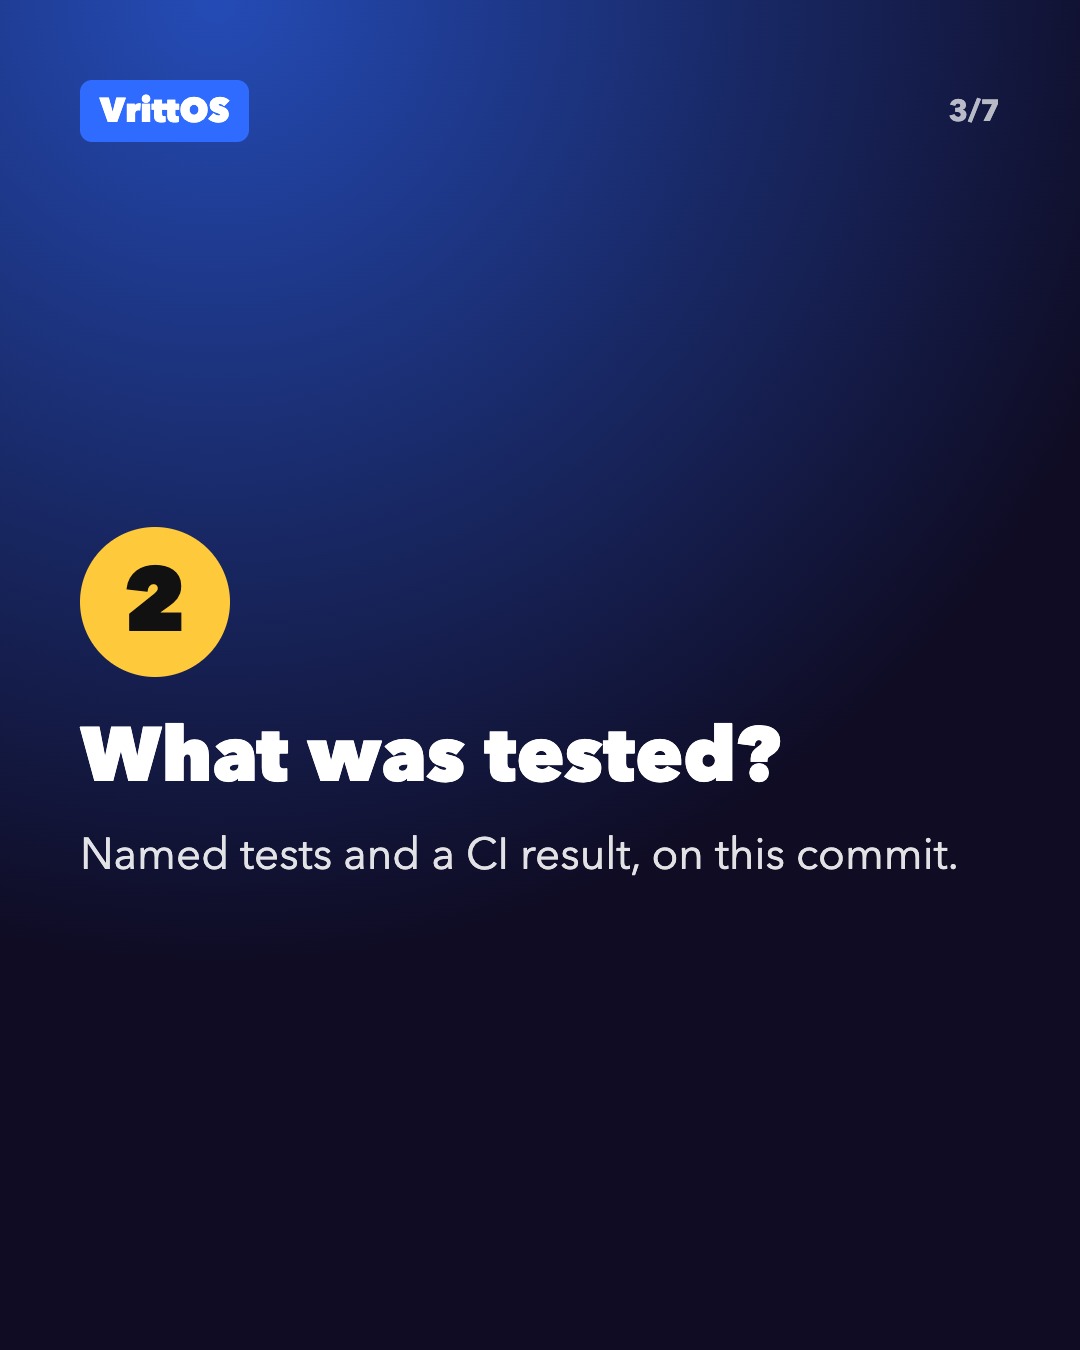 VrittOS
3/7
2
What was tested?
Named tests and a CI result, on this commit.